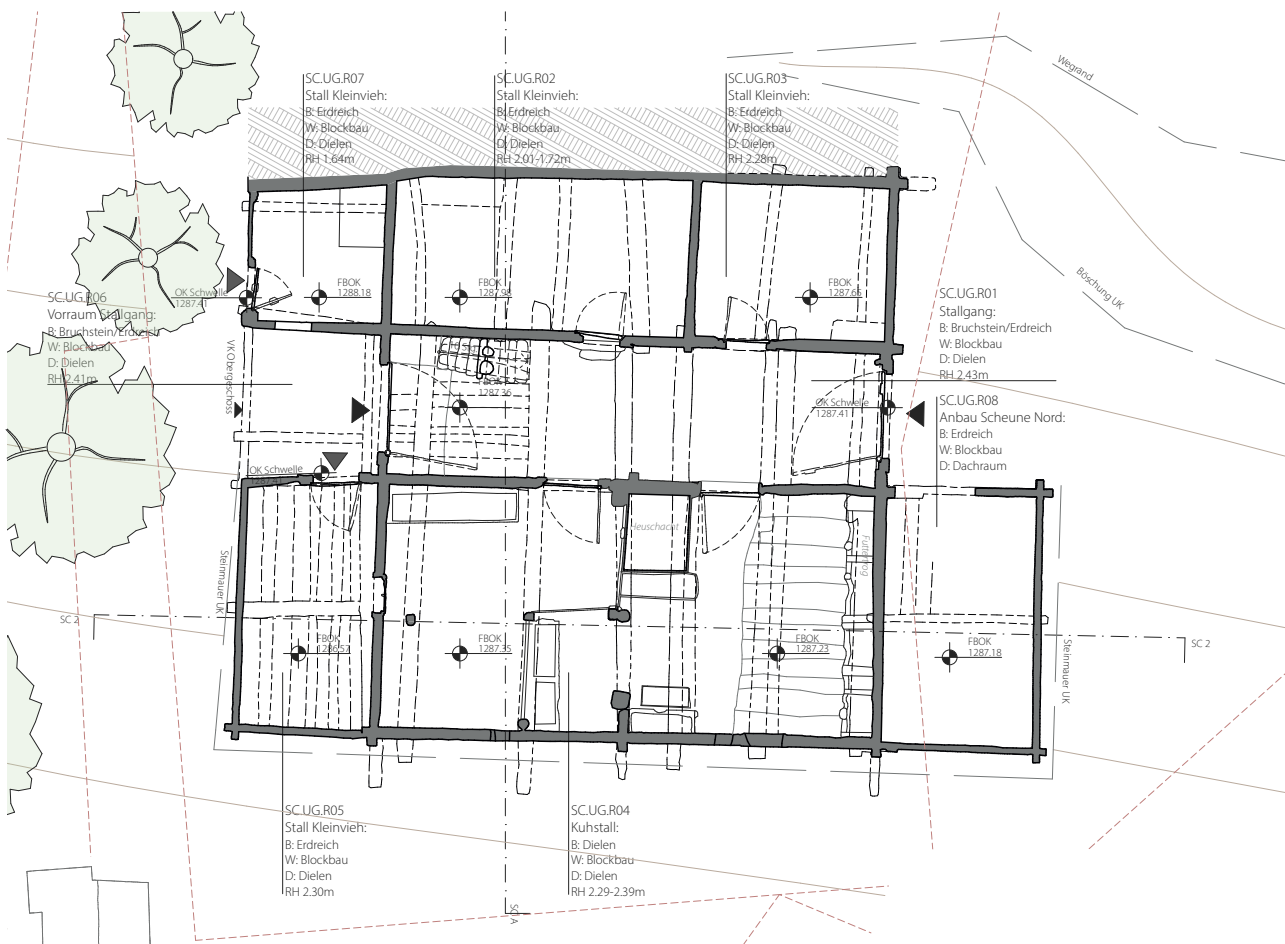 SC.UG.R07
Stall Kleinvieh:
B: Erdreich
W: Blockbau
D: Dielen
RH 1.64m
SC.UG.R02
Stall Kleinvieh:
B: Erdreich
W: Blockbau
D: Dielen
RH 2.01-1.72m
SC.UG.R03
Stall Kleinvieh:
B: Erdreich
W: Blockbau
D: Dielen
RH 2.28m
Wegrand
Böschung UK
SC.UG.R06
Vorraum Stallgang:
B: Bruchstein/Erdreich
W: Blockbau
D: Dielen
RH 2.41m
OK Schwelle
1287.41
FBOK
1288.18
FBOK
1287.98
FBOK
1287.65
SC.UG.R01
Stallgang:
B: Bruchstein/Erdreich
W: Blockbau
D: Dielen
RH 2.43m
VK Obergeschoss
1287.36
OK Schwelle
1287.41
SC.UG.R08
Anbau Scheune Nord:
B: Erdreich
W: Blockbau
D: Dachraum
OK Schwelle
1287.41
Heuschacht
Futtertrog
Steinmauer UK
SC 2
FBOK
1286.57
FBOK
1287.35
FBOK
1287.23
FBOK
1287.18
Steinmauer UK
SC 2
SC.UG.R05
Stall Kleinvieh:
B: Erdreich
W: Blockbau
D: Dielen
RH 2.30m
SC.UG.R04
Kuhstall:
B: Dielen
W: Blockbau
D: Dielen
RH 2.29-2.39m
SC A